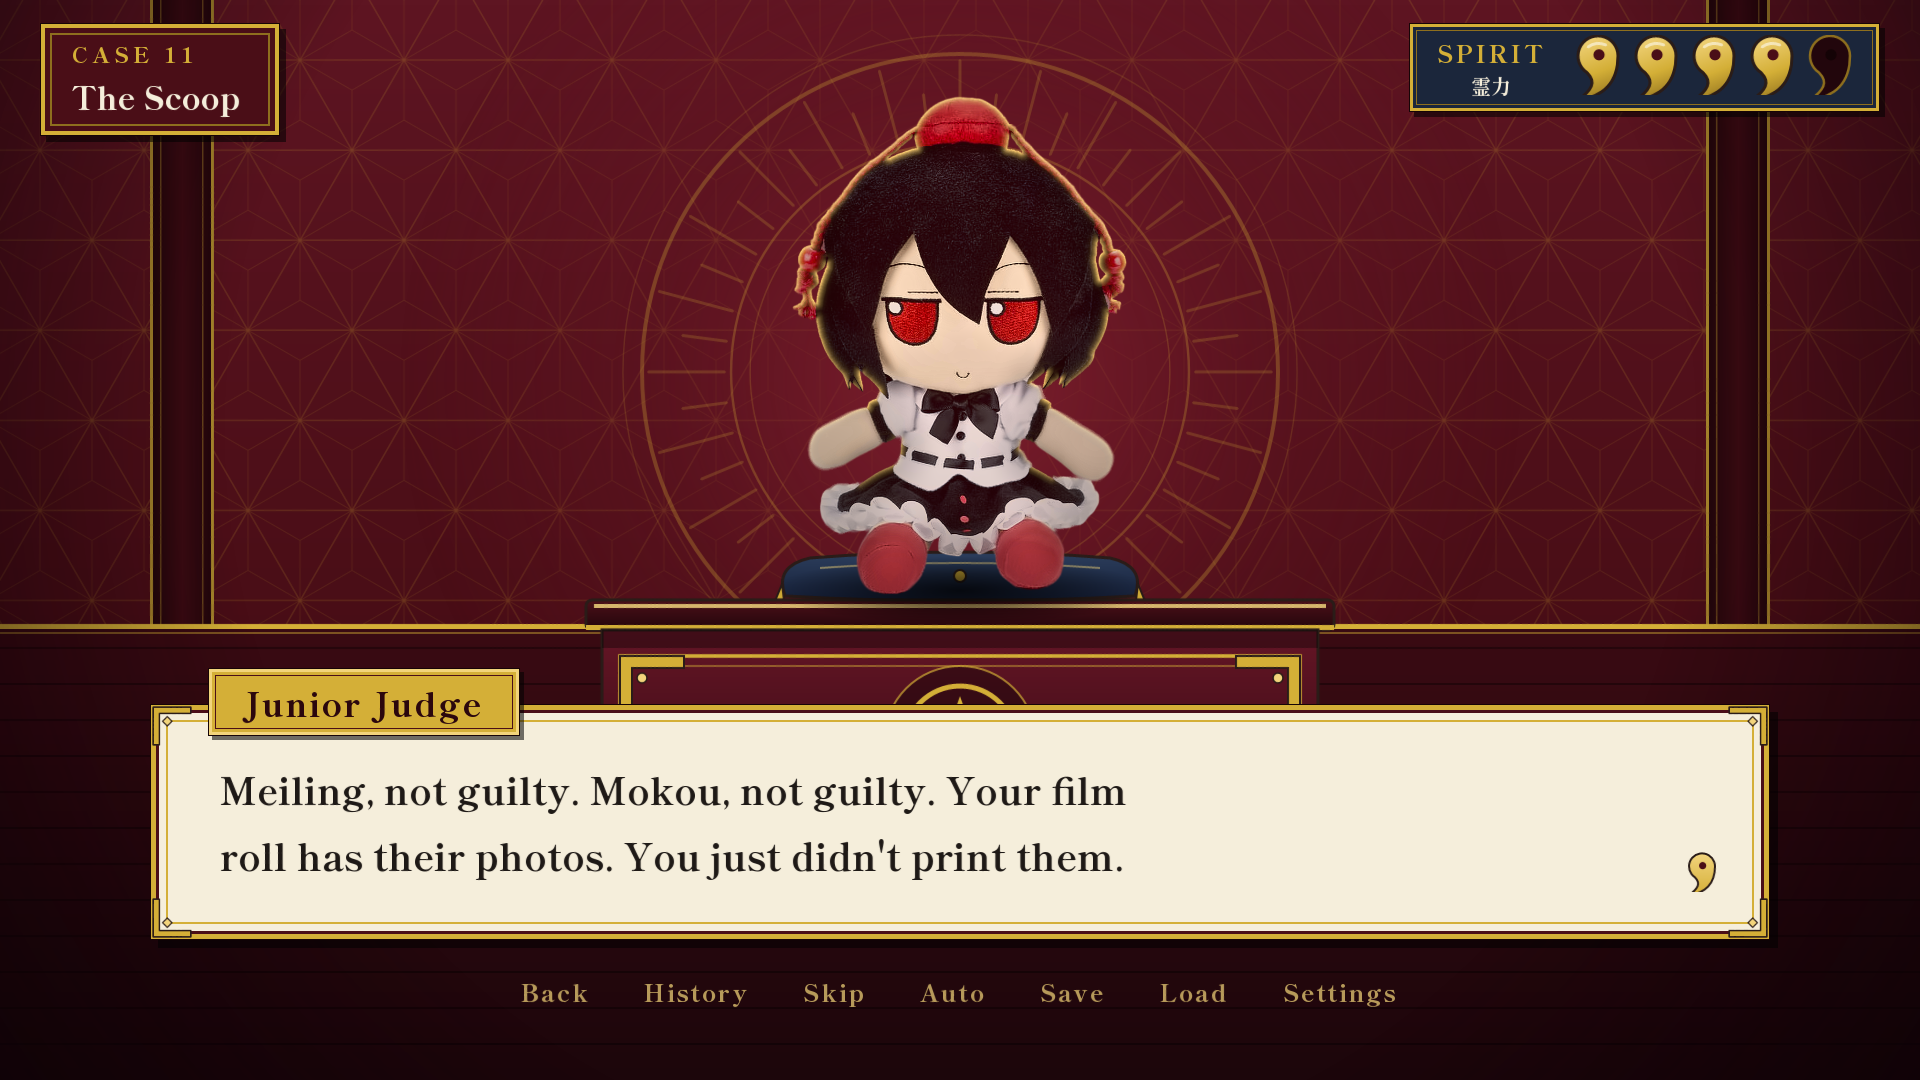 CASE 11
The Scoop
SPIRIT
霊力
Junior Judge
Meiling, not guilty. Mokou, not guilty. Your film
roll has their photos. You just didn't print them.
Back History Skip Auto Save Load Settings